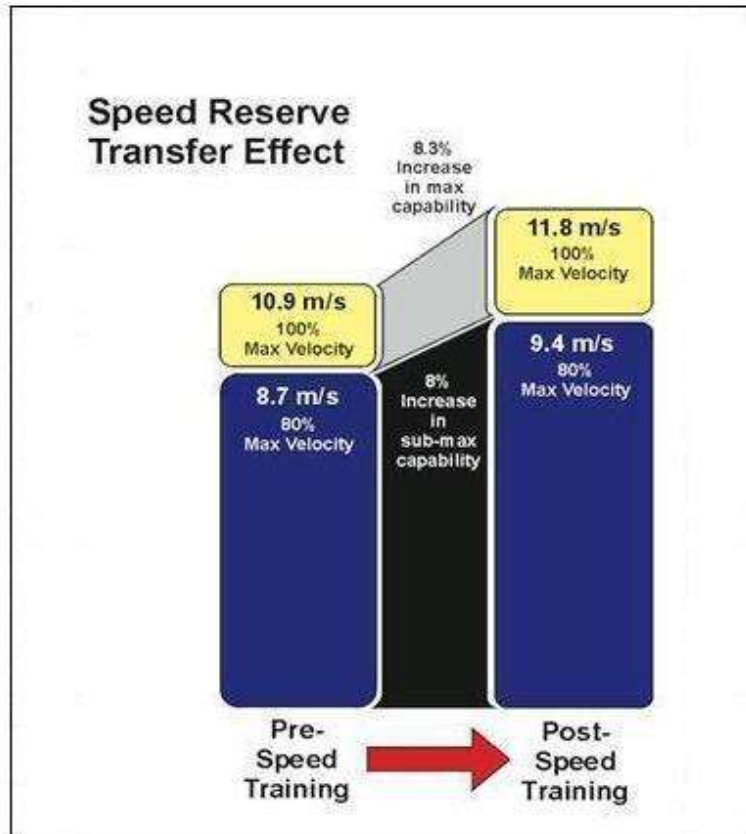 Speed Reserve
Transfer Effect
8.3%
Increase
in max
capability
11.8 m/s
100%
Max Velocity
10.9 m/s
100%
Max Velocity
9.4 m/s
80%
Max Velocity
8.7 m/s
80%
Max Velocity
8%
Increase
in
sub-max
capability
Pre-
Speed
Training
Post-
Speed
Training